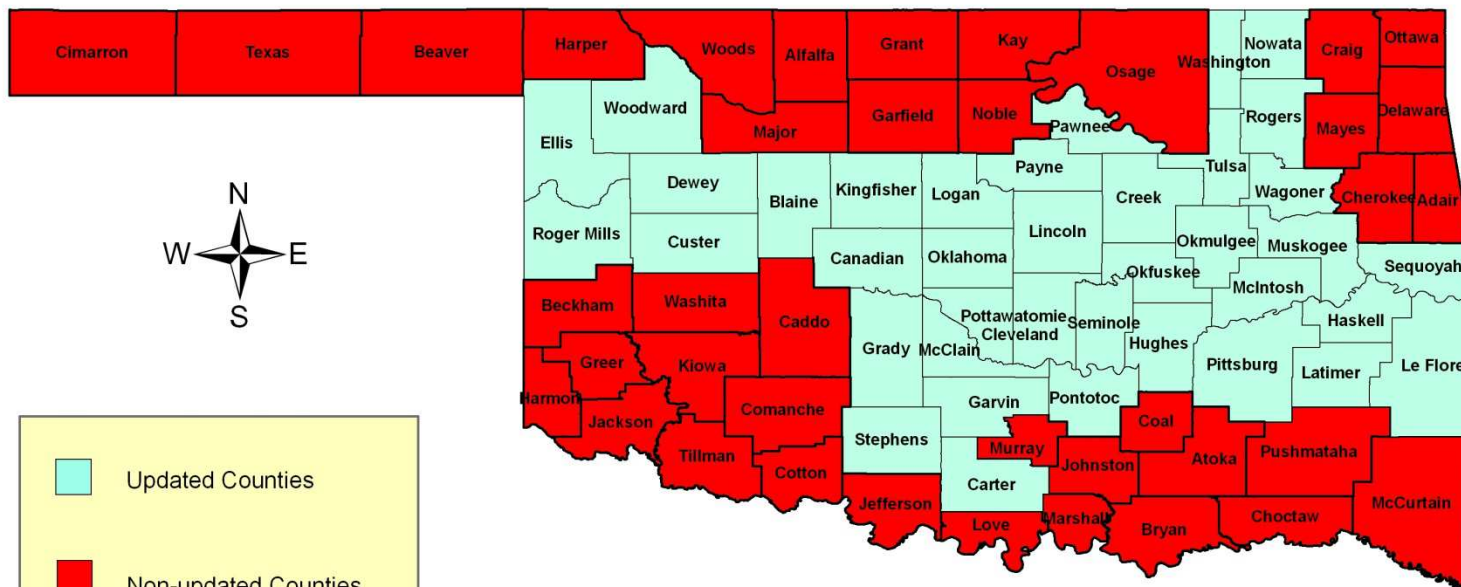 Cimarron
Texas
Beaver
Harper
Woods
Alfalfa
Grant
Kay
Osage
Washington
Nowata
Craig
Ottawa
Delaware
Woodward
Ellis
Major
Garfield
Noble
Pawnee
Rogers
Mayes
Dewey
Blaine
Kingfisher
Logan
Payne
Creek
Tulsa
Wagoner
Cherokee
Adair
Roger Mills
Custer
Canadian
Oklahoma
Lincoln
Okmulgee
Muskogee
Okfuskee
McIntosh
Sequoyah
Beckham
Washita
Caddo
Grady
McClain
Pottawatomie
Cleveland
Seminole
Hughes
Pittsburg
Haskell
Latimer
Le Flore
Greer
Kiowa
Harmon
Jackson
Comanche
Garvin
Pontotoc
Coal
Stephens
Murray
Johnston
Atoka
Pushmataha
Tillman
Cotton
Jefferson
Carter
Love
Marshall
Bryan
Choctaw
McCurtain
N
W
E
S
Updated Counties
Non-updated Counties